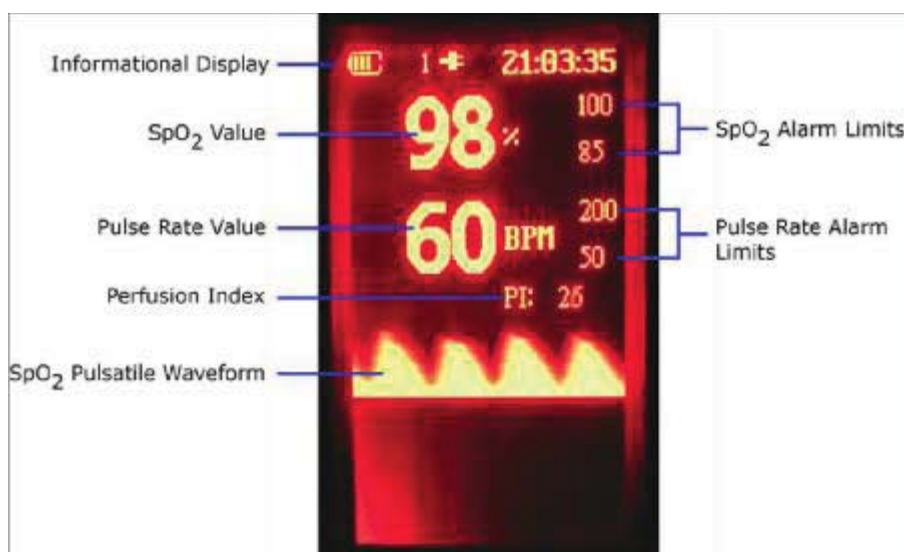 Informational Display
1
21:03:35
SpO2 Value
98 %
100
85
SpO2 Alarm Limits
Pulse Rate Value
60 BPM
200
50
Pulse Rate Alarm
Limits
Perfusion Index
PI: 26
SpO2 Pulsatile Waveform